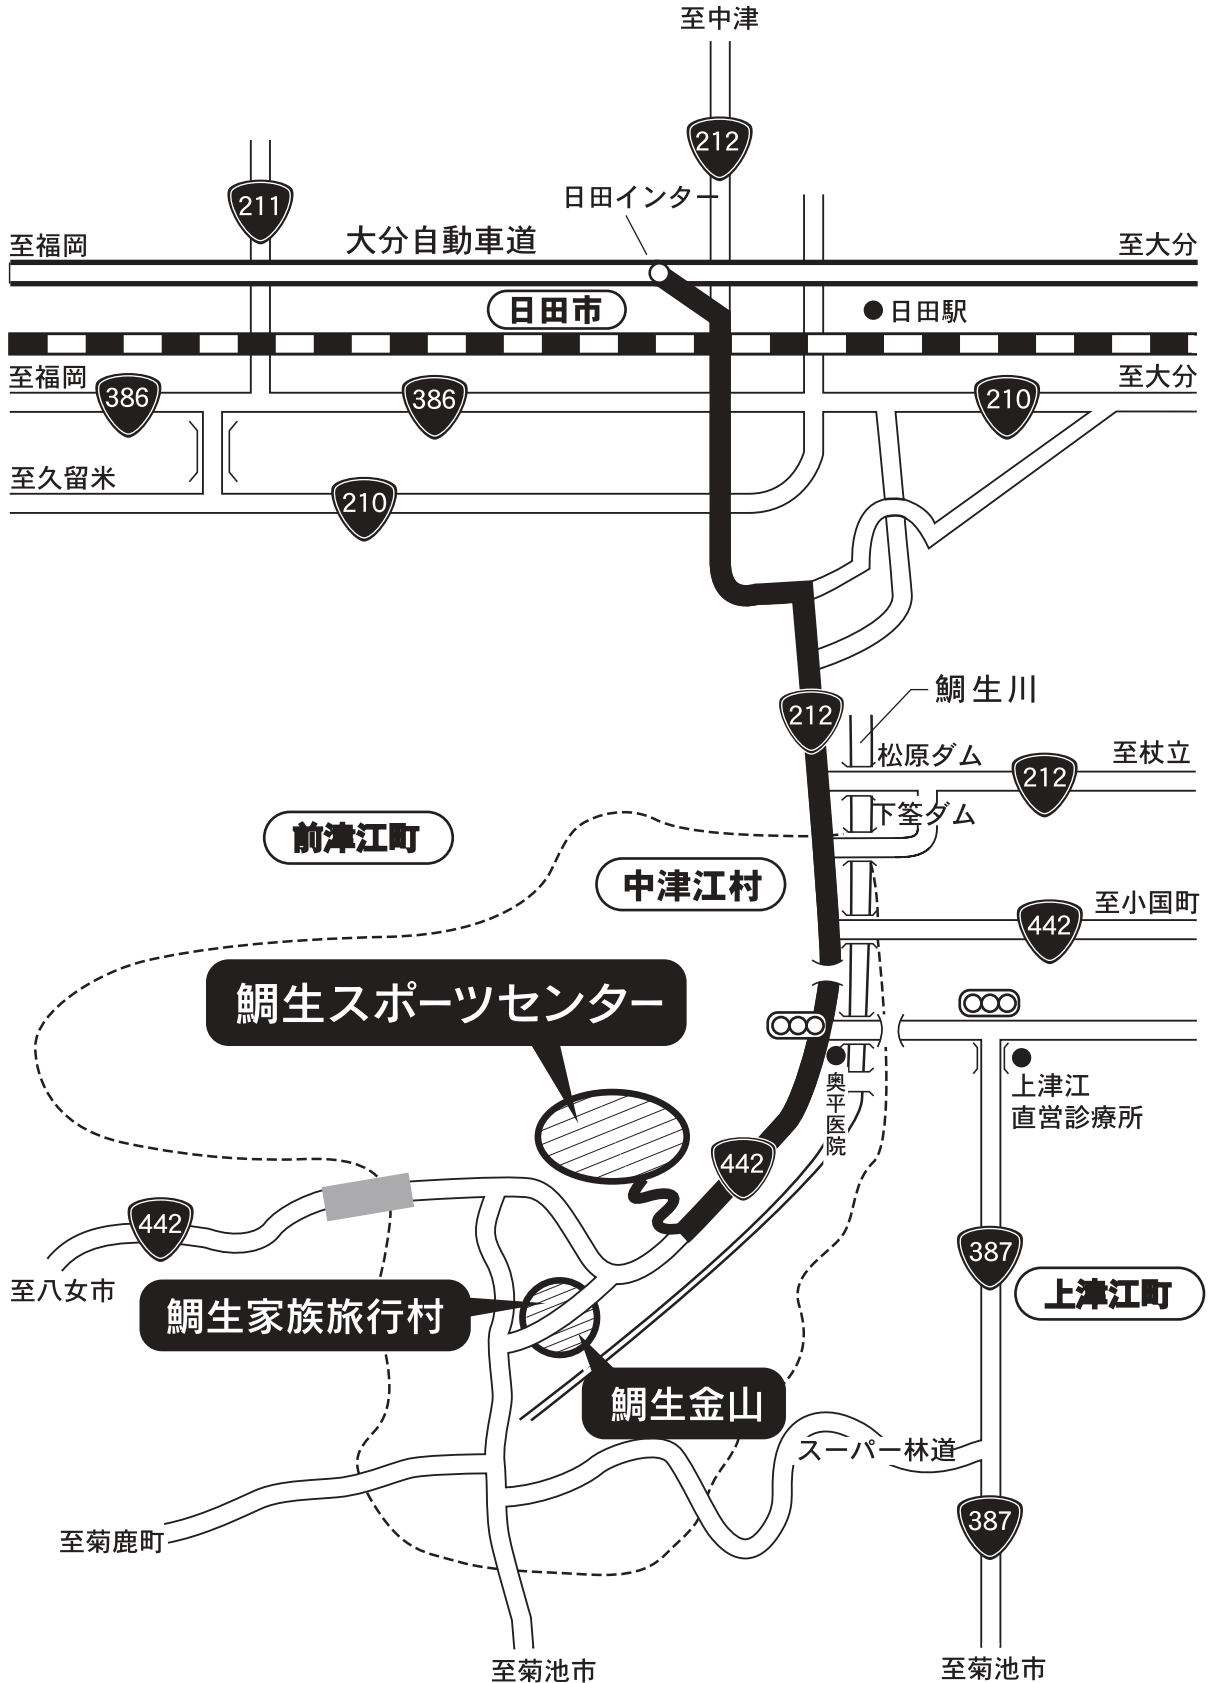 至中津
212
211
日田インター
至福岡
大分自動車道
至大分
日田市
日田駅
至福岡
386
386
210
至大分
至久留米
210
鯛生川
212
松原ダム
至杖立
212
下筌ダム
前津江町
中津江村
至小国町
442
鯛生スポーツセンター
奥平医院
上津江
直営診療所
442
442
至八女市
387
上津江町
鯛生家族旅行村
鯛生金山
スーパー林道
387
至菊鹿町
至菊池市
至菊池市